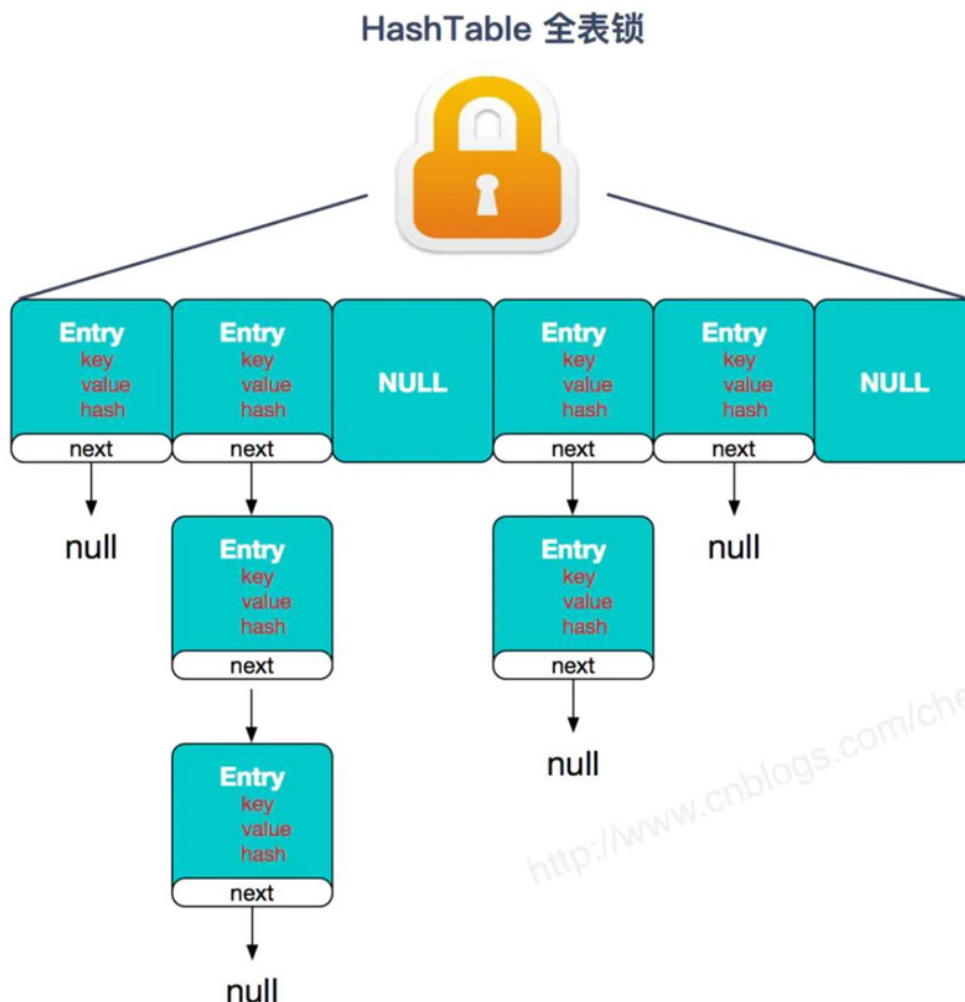 HashTable 全表锁
Entry
key
value
hash
next
Entry
key
value
hash
next
NULL
Entry
key
value
hash
next
Entry
key
value
hash
next
NULL
null
null
Entry
key
value
hash
next
Entry
key
value
hash
next
null
Entry
key
value
hash
next
null
http://www.cnblogs.com/che